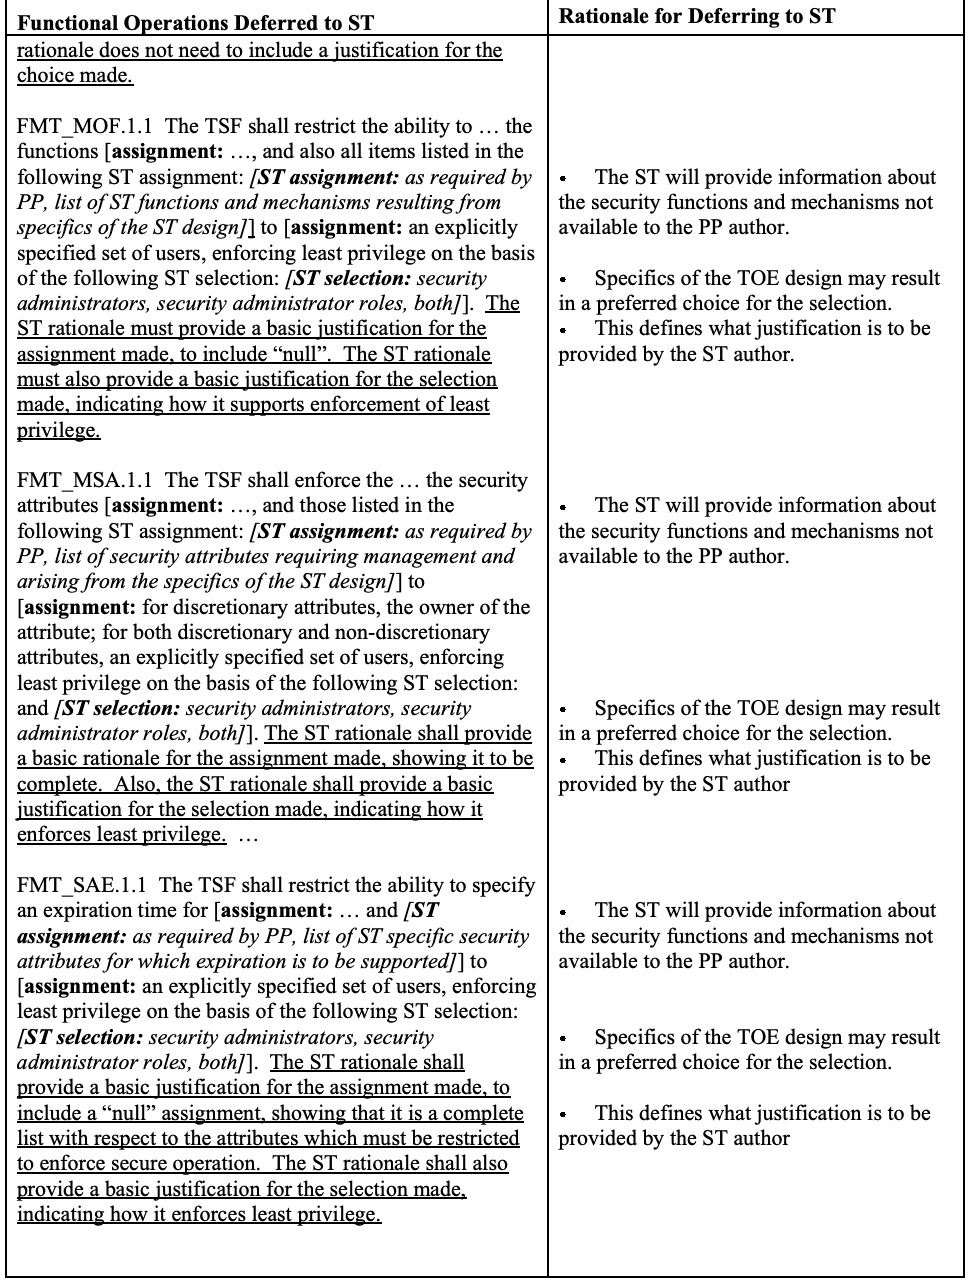 Functional Operations Deferred to ST
Rationale for Deferring to ST
rationale does not need to include a justification for the
choice made.
FMT_MOF.1.1  The TSF shall restrict the ability to … the
functions [assignment: …, and also all items listed in the
following ST assignment: [ST assignment: as required by
PP, list of ST functions and mechanisms resulting from
specifics of the ST design]] to [assignment: an explicitly
specified set of users, enforcing least privilege on the basis
of the following ST selection: [ST selection: security
administrators, security administrator roles, both]].  The
ST rationale must provide a basic justification for the
assignment made, to include “null”.  The ST rationale
must also provide a basic justification for the selection
made, indicating how it supports enforcement of least
privilege.
• The ST will provide information about
the security functions and mechanisms not
available to the PP author.
• Specifics of the TOE design may result
in a preferred choice for the selection.
• This defines what justification is to be
provided by the ST author.
FMT_MSA.1.1  The TSF shall enforce the … the security
attributes [assignment: …, and those listed in the
following ST assignment: [ST assignment: as required by
PP, list of security attributes requiring management and
arising from the specifics of the ST design]] to
[assignment: for discretionary attributes, the owner of the
attribute; for both discretionary and non-discretionary
attributes, an explicitly specified set of users, enforcing
least privilege on the basis of the following ST selection:
and [ST selection: security administrators, security
administrator roles, both]]. The ST rationale shall provide
a basic rationale for the assignment made, showing it to be
complete.  Also, the ST rationale shall provide a basic
justification for the selection made, indicating how it
enforces least privilege.  …
• The ST will provide information about
the security functions and mechanisms not
available to the PP author.
• Specifics of the TOE design may result
in a preferred choice for the selection.
• This defines what justification is to be
provided by the ST author
FMT_SAE.1.1  The TSF shall restrict the ability to specify
an expiration time for [assignment: … and [ST
assignment: as required by PP, list of ST specific security
attributes for which expiration is to be supported]] to
[assignment: an explicitly specified set of users, enforcing
least privilege on the basis of the following ST selection:
[ST selection: security administrators, security
administrator roles, both]].  The ST rationale shall
provide a basic justification for the assignment made, to
include a “null” assignment, showing that it is a complete
list with respect to the attributes which must be restricted
to enforce secure operation.  The ST rationale shall also
provide a basic justification for the selection made,
indicating how it enforces least privilege.
• The ST will provide information about
the security functions and mechanisms not
available to the PP author.
• Specifics of the TOE design may result
in a preferred choice for the selection.
• This defines what justification is to be
provided by the ST author